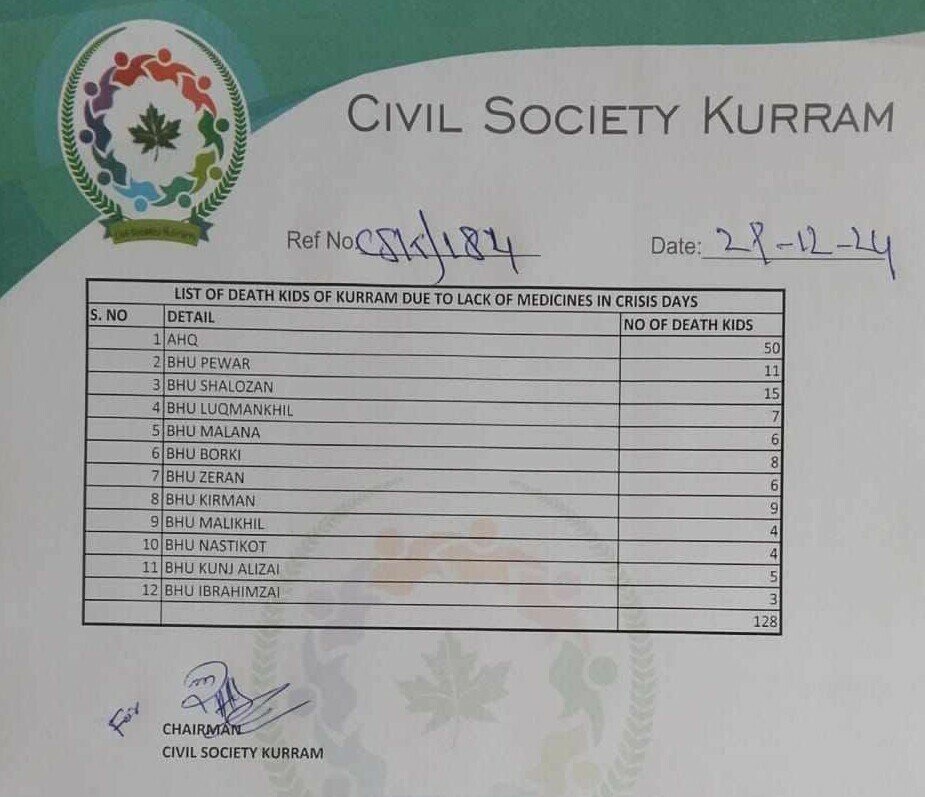 CIVIL SOCIETY KURRAM
Civil Society Kurram
Ref No: CSK/184
Date: 28-12-24
LIST OF DEATH KIDS OF KURRAM DUE TO LACK OF MEDICINES IN CRISIS DAYS
S. NO DETAIL NO OF DEATH KIDS
1 AHQ 50
2 BHU PEWAR 11
3 BHU SHALOZAN 15
4 BHU LUQMANKHIL 7
5 BHU MALANA 6
6 BHU BORKI 8
7 BHU ZERAN 6
8 BHU KIRMAN 9
9 BHU MALIKHIL 4
10 BHU NASTIKOT 4
11 BHU KUNJ ALIZAI 5
12 BHU IBRAHIMZAI 3
128
For
CHAIRMAN
CIVIL SOCIETY KURRAM